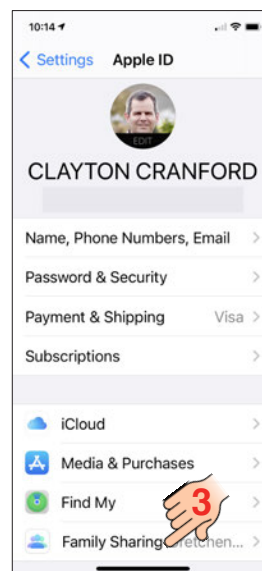 10:14
Settings Apple ID
EDIT
CLAYTON CRANFORD
Name, Phone Numbers, Email
Password & Security
Payment & Shipping Visa
Subscriptions
iCloud
Media & Purchases
Find My
3
Family Sharing